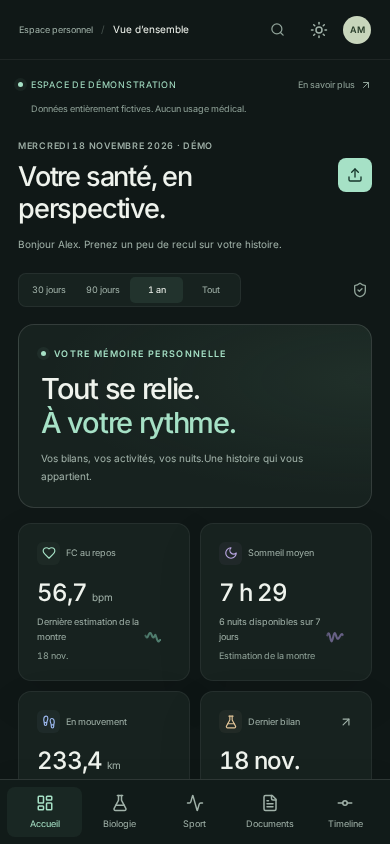 Espace personnel / Vue d'ensemble AM
ESPACE DE DÉMONSTRATION En savoir plus
Données entièrement fictives. Aucun usage médical.
MERCREDI 18 NOVEMBRE 2026 · DÉMO
Votre santé, en
perspective.
Bonjour Alex. Prenez un peu de recul sur votre histoire.
30 jours 90 jours 1 an Tout
VOTRE MÉMOIRE PERSONNELLE
Tout se relie.
À votre rythme.
Vos bilans, vos activités, vos nuits.Une histoire qui vous
appartient.
FC au repos
56,7 bpm
Dernière estimation de la
montre
18 nov.
Sommeil moyen
7 h 29
6 nuits disponibles sur 7
jours
Estimation de la montre
En mouvement
233,4 km
Dernier bilan
18 nov.
Accueil Biologie Sport Documents Timeline